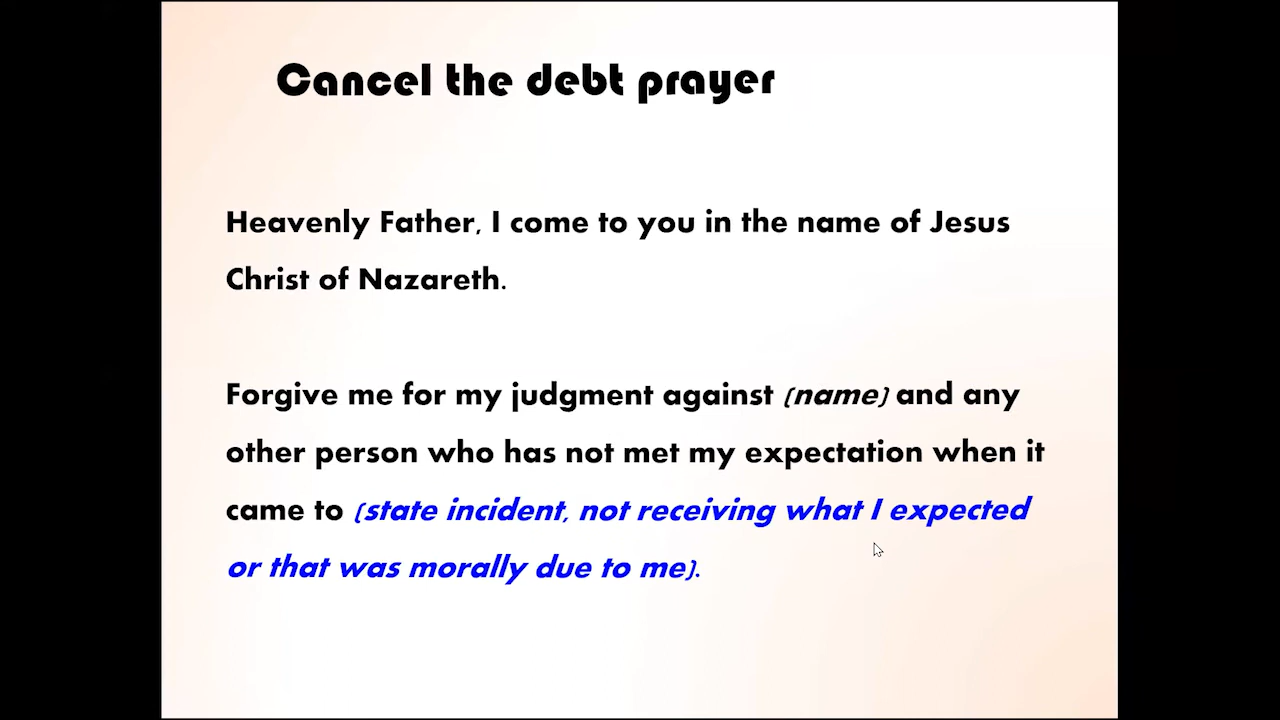 Cancel the debt prayer
Heavenly Father, I come to you in the name of Jesus
Christ of Nazareth.
Forgive me for my judgment against (name) and any
other person who has not met my expectation when it
came to (state incident, not receiving what I expected
or that was morally due to me).